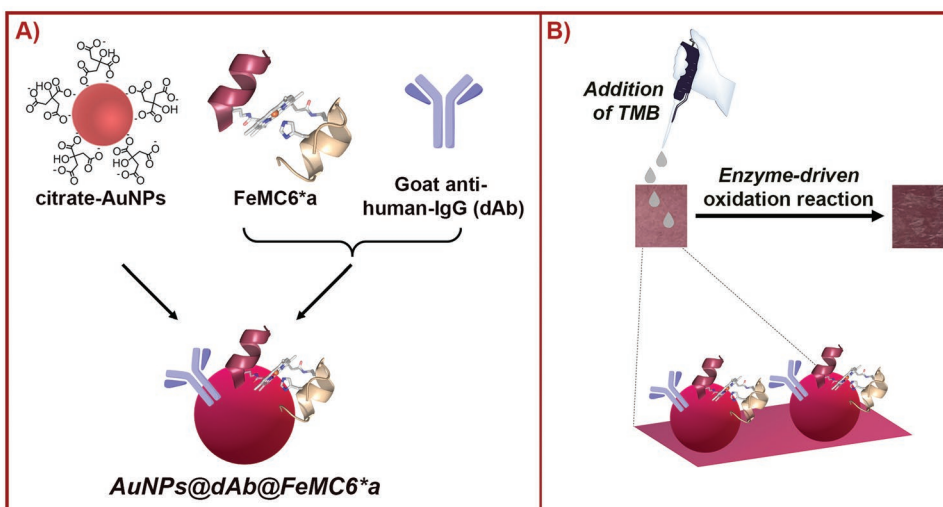 A)
citrate-AuNPs
FeMC6*a
Goat anti-
human-IgG (dAb)
AuNPs@dAb@FeMC6*a
B)
Addition
of TMB
Enzyme-driven
oxidation reaction